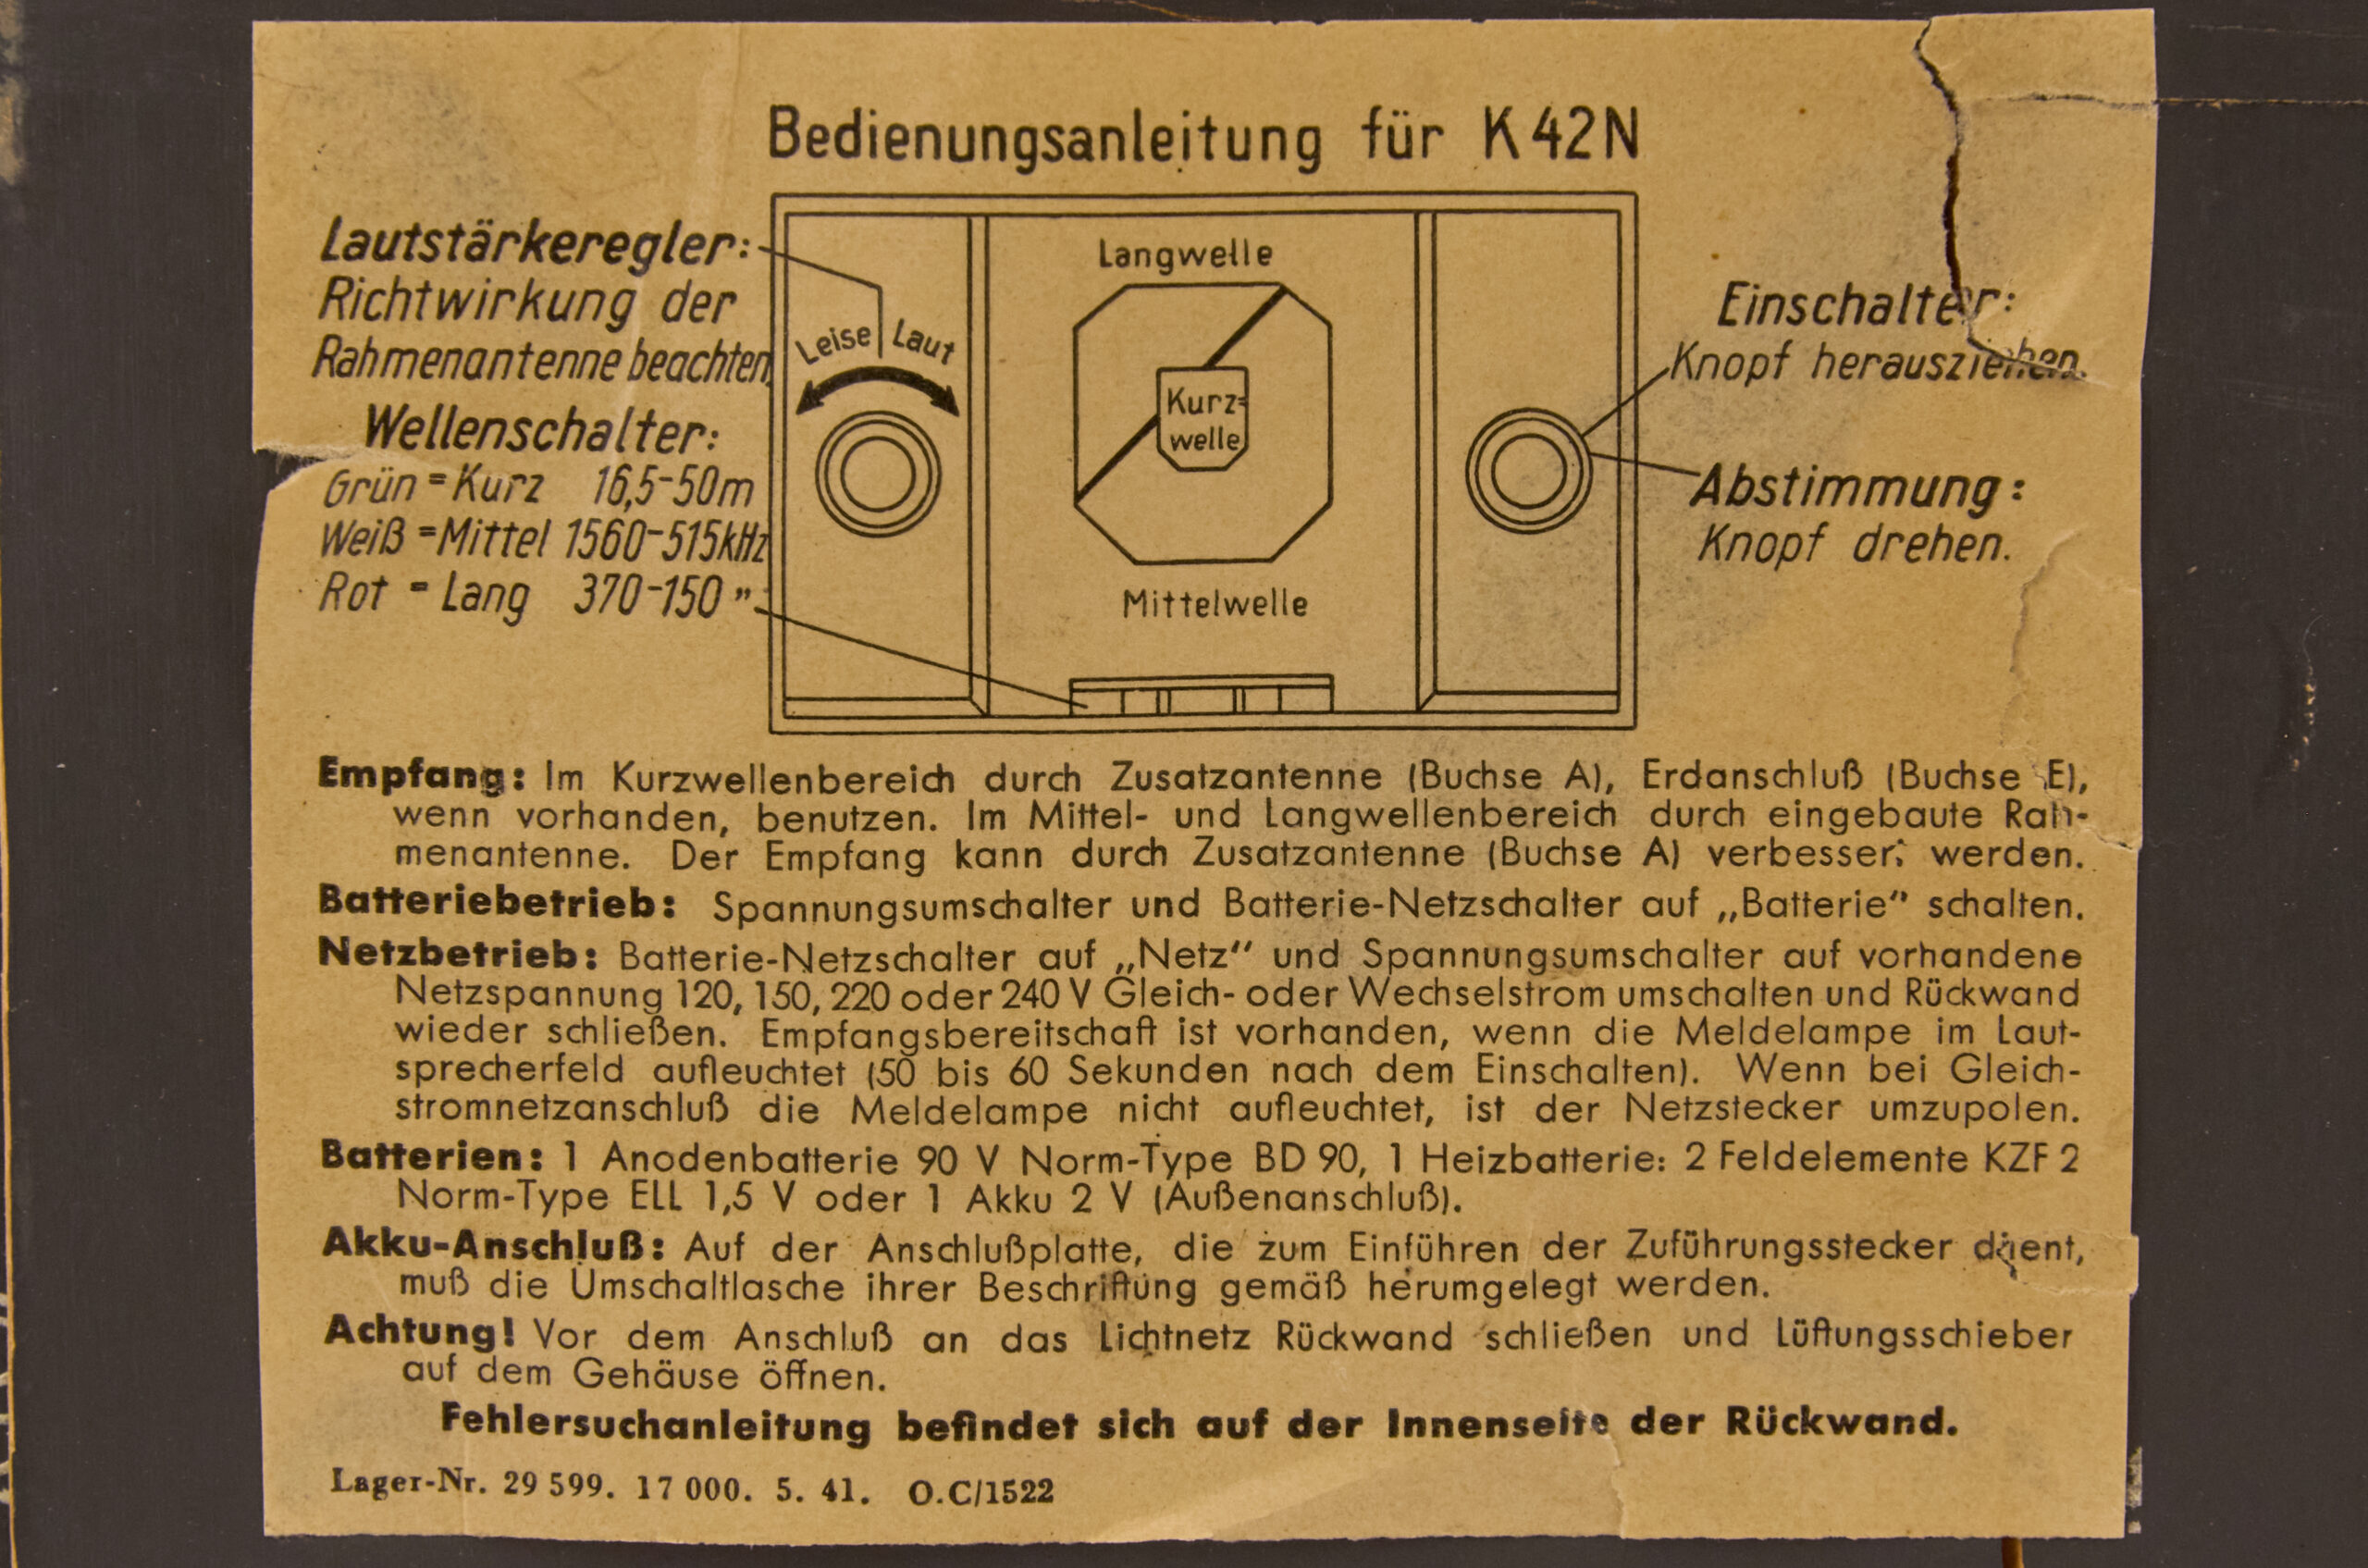 Bedienungsanleitung für K42N
Lautstärkeregler:
Richtwirkung der
Rahmenantenne beachten
Wellenschalter:
Grün = Kurz 16,5-50m
Weiß = Mittel 1560-515kHz
Rot = Lang 370-150 "
Leise Laut
Langwelle
Kurz=
welle
Mittelwelle
Einschalter:
Knopf herausziehen.
Abstimmung:
Knopf drehen.
Empfang: Im Kurzwellenbereich durch Zusatzantenne (Buchse A), Erdanschluß (Buchse E),
wenn vorhanden, benutzen. Im Mittel- und Langwellenbereich durch eingebaute Rah-
menantenne. Der Empfang kann durch Zusatzantenne (Buchse A) verbessert werden.
Batteriebetrieb: Spannungsumschalter und Batterie-Netzschalter auf „Batterie" schalten.
Netzbetrieb: Batterie-Netzschalter auf „Netz" und Spannungsumschalter auf vorhandene
Netzspannung 120, 150, 220 oder 240 V Gleich- oder Wechselstrom umschalten und Rückwand
wieder schließen. Empfangsbereitschaft ist vorhanden, wenn die Meldelampe im Laut-
sprecherfeld aufleuchtet (50 bis 60 Sekunden nach dem Einschalten). Wenn bei Gleich-
stromnetzanschluß die Meldelampe nicht aufleuchtet, ist der Netzstecker umzupolen.
Batterien: 1 Anodenbatterie 90 V Norm-Type BD 90, 1 Heizbatterie: 2 Feldelemente KZF 2
Norm-Type ELL 1,5 V oder 1 Akku 2 V (Außenanschluß).
Akku-Anschluß: Auf der Anschlußplatte, die zum Einführen der Zuführungsstecker dient,
muß die Umschaltlasche ihrer Beschriftung gemäß herumgelegt werden.
Achtung! Vor dem Anschluß an das Lichtnetz Rückwand schließen und Lüftungsschieber
auf dem Gehäuse öffnen.
Fehlersuchanleitung befindet sich auf der Innenseite der Rückwand.
Lager-Nr. 29 599. 17 000. 5. 41. O.C/1522